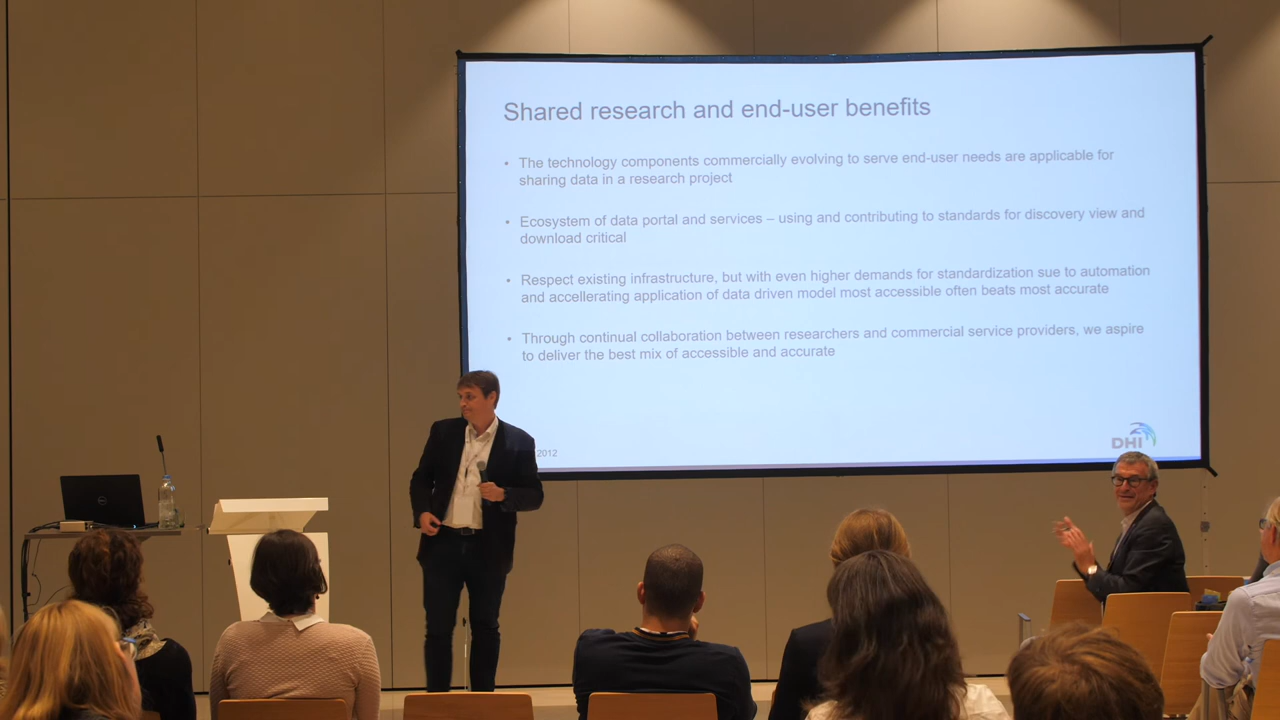 Shared research and end-user benefits
• The technology components commercially evolving to serve end-user needs are applicable for
sharing data in a research project
• Ecosystem of data portal and services – using and contributing to standards for discovery view and
download critical
• Respect existing infrastructure, but with even higher demands for standardization sue to automation
and accellerating application of data driven model most accessible often beats most accurate
• Through continual collaboration between researchers and commercial service providers, we aspire
to deliver the best mix of accessible and accurate
2012
DHI